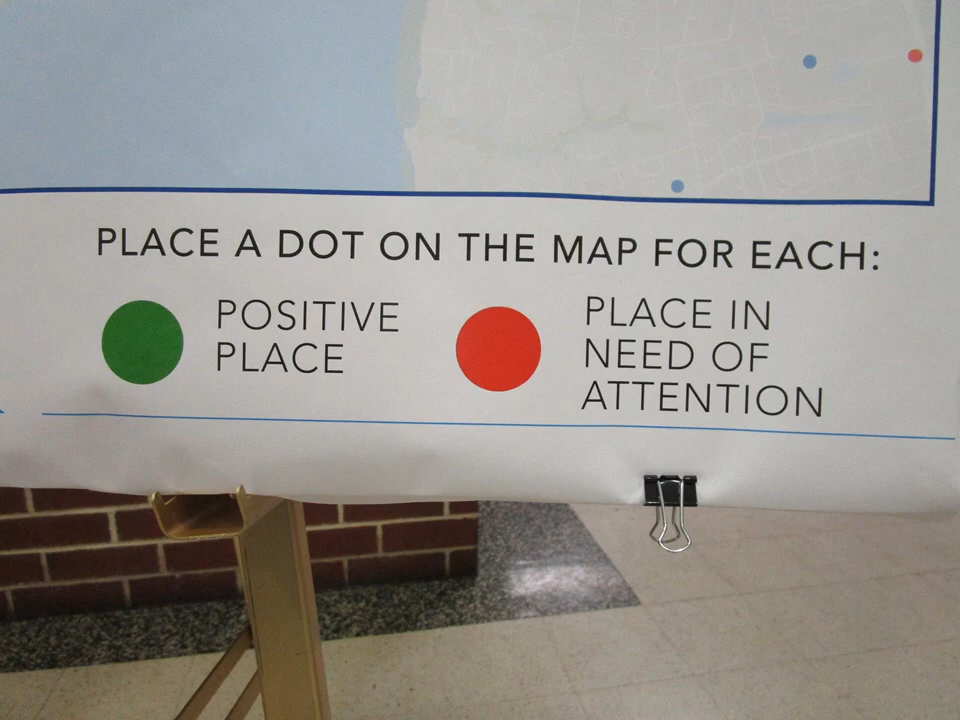 PLACE A DOT ON THE MAP FOR EACH:
POSITIVE
PLACE
PLACE IN
NEED OF
ATTENTION